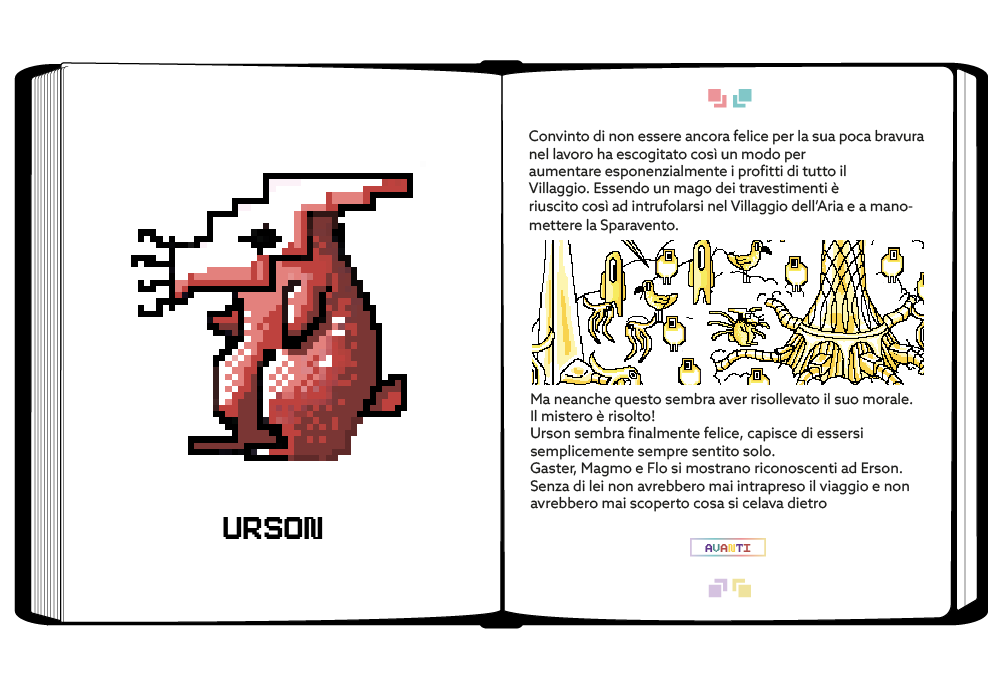 URSON
Convinto di non essere ancora felice per la sua poca bravura
nel lavoro ha escogitato così un modo per
aumentare esponenzialmente i profitti di tutto il
Villaggio. Essendo un mago dei travestimenti è
riuscito così ad intrufolarsi nel Villaggio dell'Aria e a mano-
mettere la Sparavento.
Ma neanche questo sembra aver risollevato il suo morale.
Il mistero è risolto!
Urson sembra finalmente felice, capisce di essersi
semplicemente sempre sentito solo.
Gaster, Magmo e Flo si mostrano riconoscenti ad Erson.
Senza di lei non avrebbero mai intrapreso il viaggio e non
avrebbero mai scoperto cosa si celava dietro
AVANTI